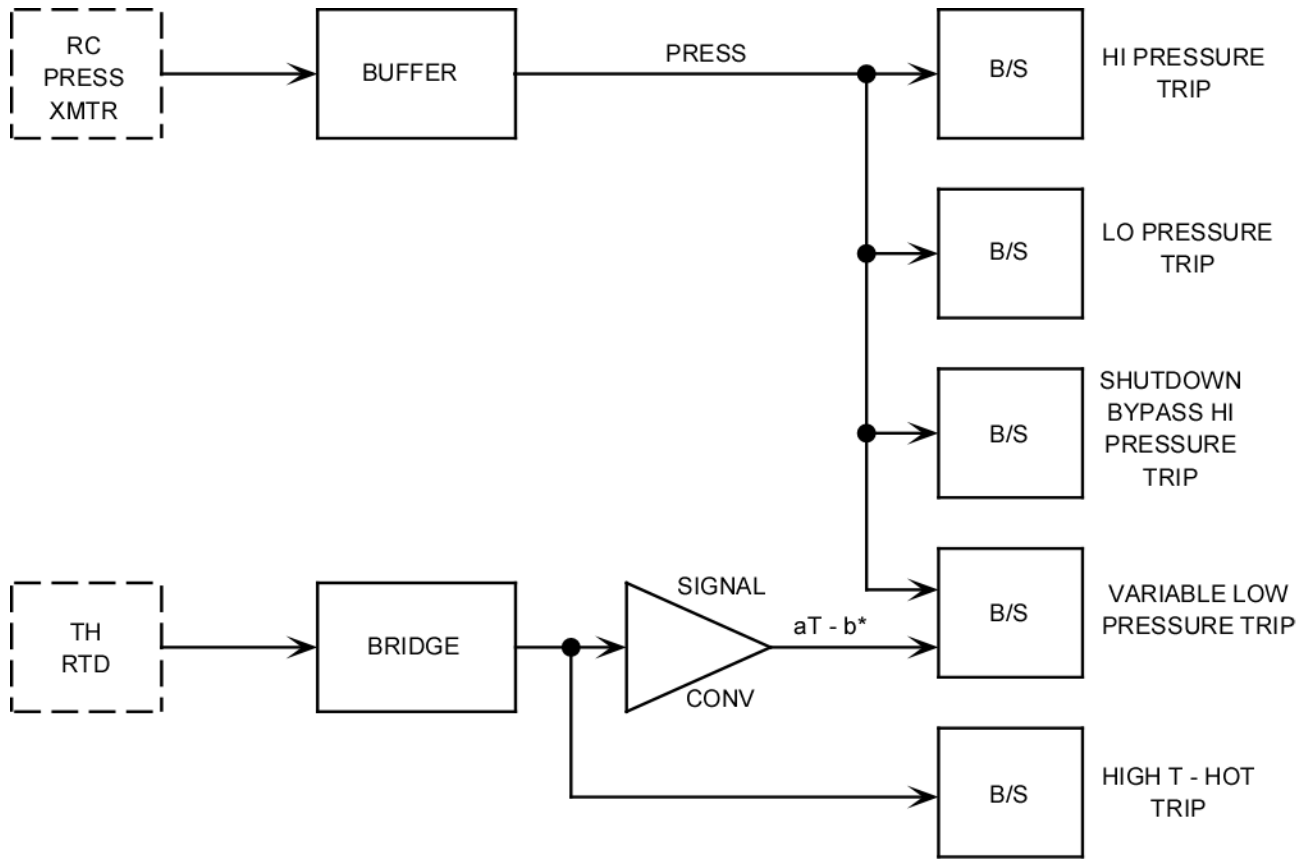 RC
PRESS
XMTR
BUFFER
PRESS
B/S
HI PRESSURE
TRIP
B/S
LO PRESSURE
TRIP
B/S
SHUTDOWN
BYPASS HI
PRESSURE
TRIP
TH
RTD
BRIDGE
SIGNAL
CONV
aT - b*
B/S
VARIABLE LOW
PRESSURE TRIP
B/S
HIGH T - HOT
TRIP